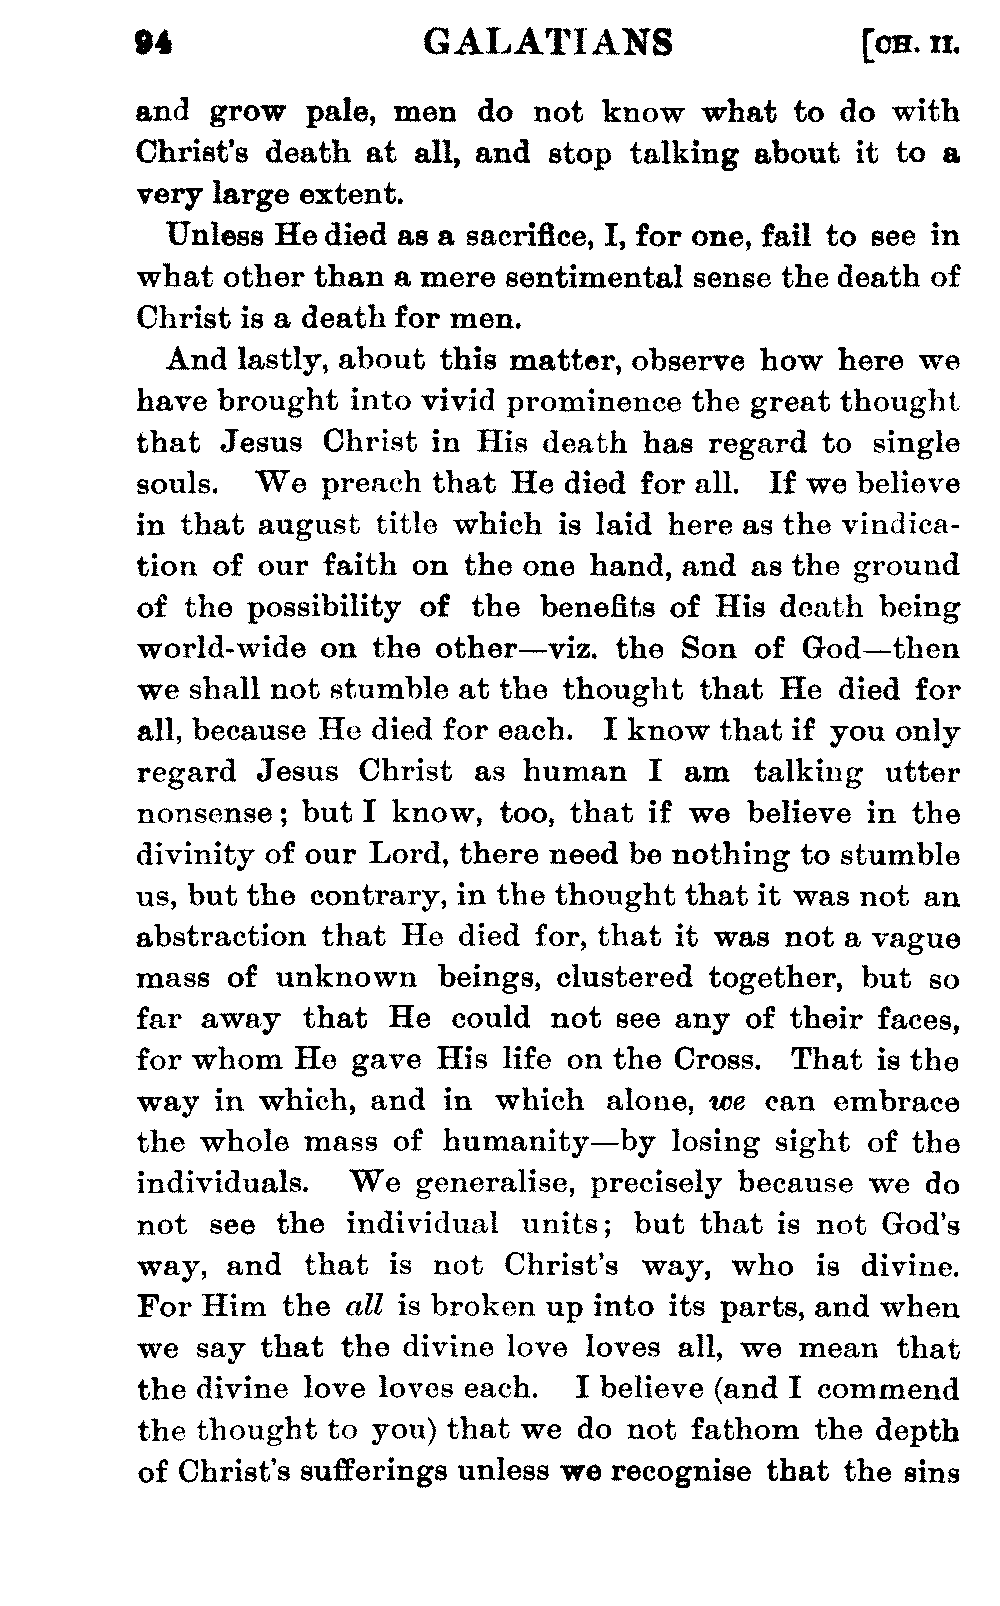 94 GALATIANS [CH. II.
and grow pale, men do not know what to do with
Christ's death at all, and stop talking about it to a
very large extent.
Unless He died as a sacrifice, I, for one, fail to see in
what other than a mere sentimental sense the death of
Christ is a death for men.
And lastly, about this matter, observe how here we
have brought into vivid prominence the great thought
that Jesus Christ in His death has regard to single
souls. We preach that He died for all. If we believe
in that august title which is laid here as the vindica-
tion of our faith on the one hand, and as the ground
of the possibility of the benefits of His death being
world-wide on the other—viz. the Son of God—then
we shall not stumble at the thought that He died for
all, because He died for each. I know that if you only
regard Jesus Christ as human I am talking utter
nonsense; but I know, too, that if we believe in the
divinity of our Lord, there need be nothing to stumble
us, but the contrary, in the thought that it was not an
abstraction that He died for, that it was not a vague
mass of unknown beings, clustered together, but so
far away that He could not see any of their faces,
for whom He gave His life on the Cross. That is the
way in which, and in which alone, we can embrace
the whole mass of humanity—by losing sight of the
individuals. We generalise, precisely because we do
not see the individual units; but that is not God's
way, and that is not Christ's way, who is divine.
For Him the all is broken up into its parts, and when
we say that the divine love loves all, we mean that
the divine love loves each. I believe (and I commend
the thought to you) that we do not fathom the depth
of Christ's sufferings unless we recognise that the sins